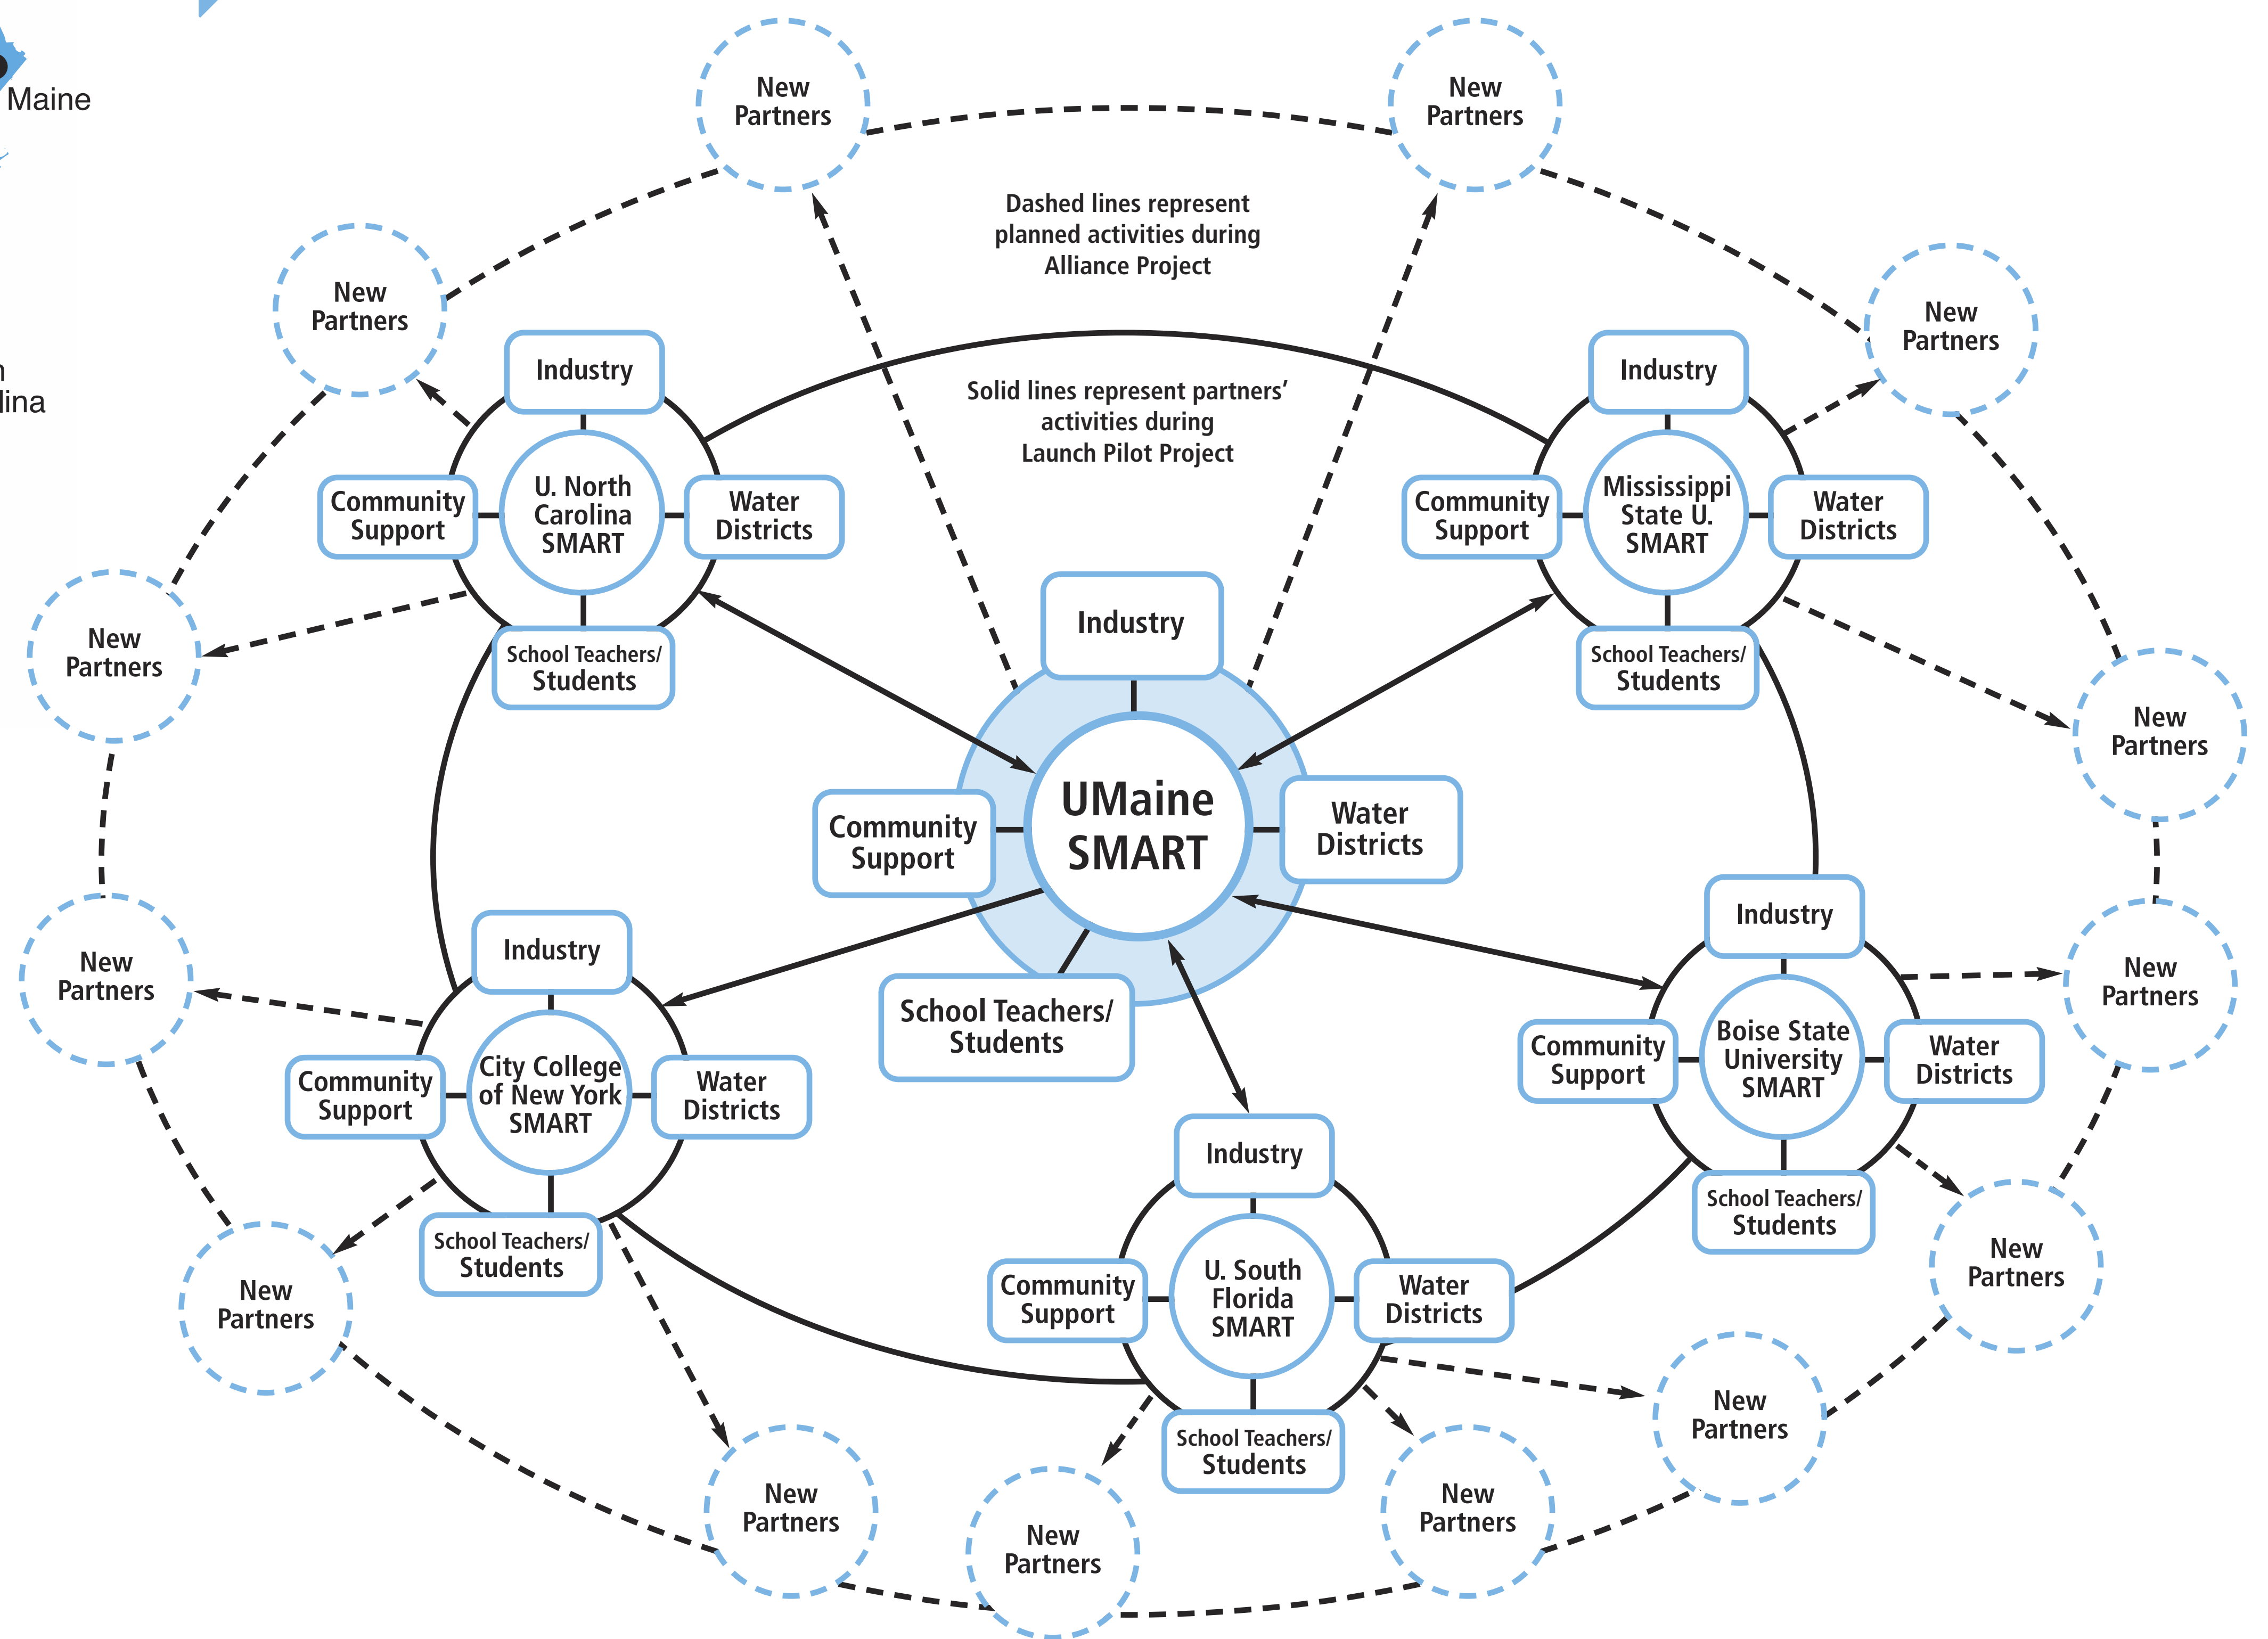 Maine
lina
New
Partners
New
Partners
Dashed lines represent
planned activities during
Alliance Project
New
Partners
New
Partners
Solid lines represent partners’
activities during
Launch Pilot Project
Industry
Community
Support
U. North
Carolina
SMART
Water
Districts
School Teachers/
Students
Industry
Community
Support
Mississippi
State U.
SMART
Water
Districts
School Teachers/
Students
New
Partners
New
Partners
Industry
Community
Support
UMaine
SMART
Water
Districts
School Teachers/
Students
New
Partners
Industry
Community
Support
City College
of New York
SMART
Water
Districts
School Teachers/
Students
Industry
Community
Support
Boise State
University
SMART
Water
Districts
School Teachers/
Students
New
Partners
New
Partners
New
Partners
Industry
Community
Support
U. South
Florida
SMART
Water
Districts
School Teachers/
Students
New
Partners
New
Partners
New
Partners
New
Partners